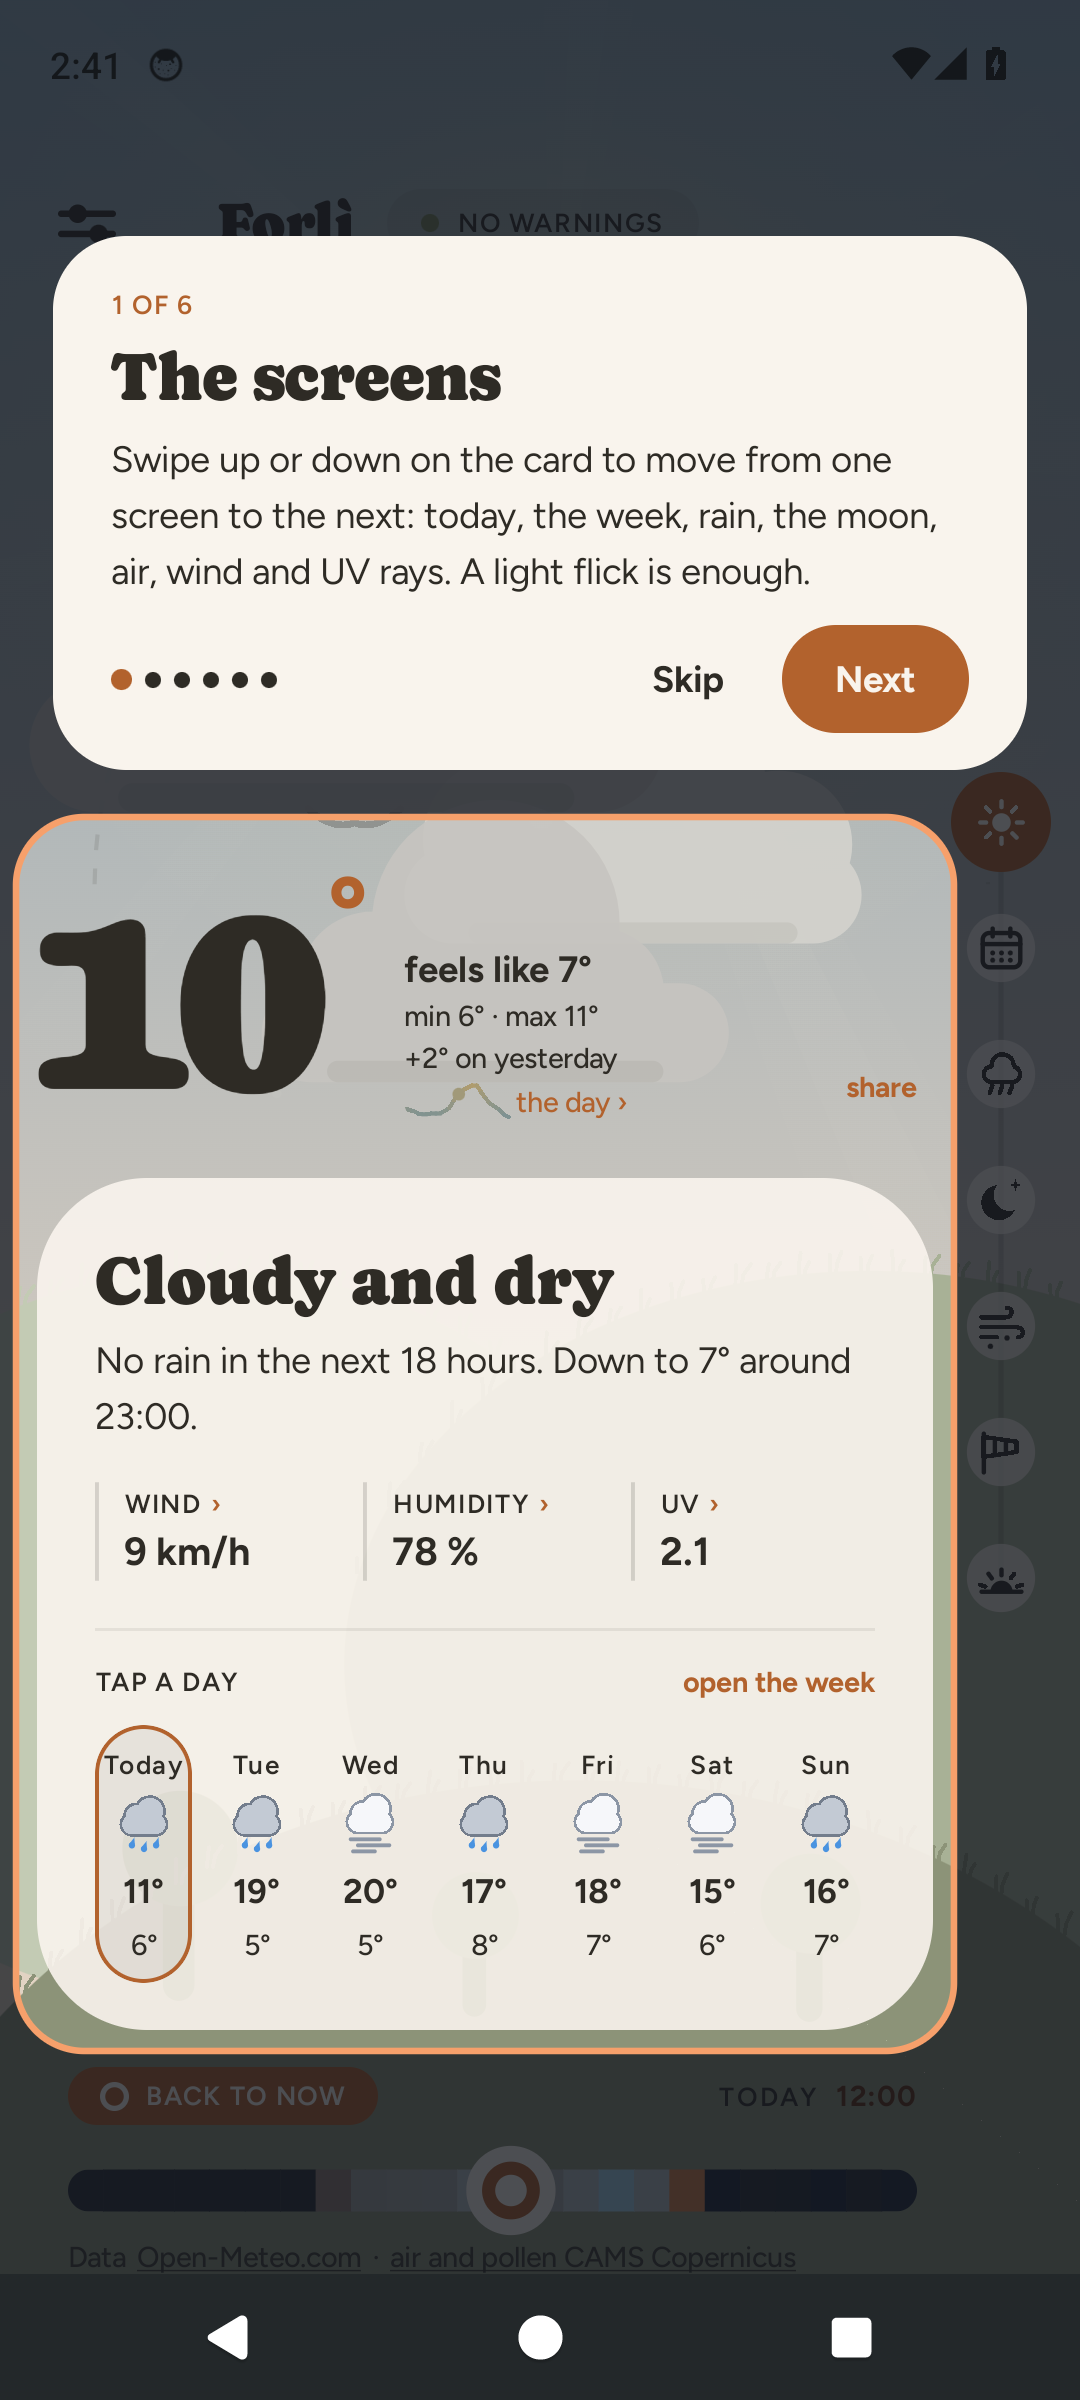 2:41
Forlì
NO WARNINGS
1 OF 6
The screens
Swipe up or down on the card to move from one
screen to the next: today, the week, rain, the moon,
air, wind and UV rays. A light flick is enough.
Skip
Next
10°
feels like 7°
min 6° · max 11°
+2° on yesterday
the day ›
share
Cloudy and dry
No rain in the next 18 hours. Down to 7° around
23:00.
WIND ›
HUMIDITY ›
UV ›
9 km/h
78 %
2.1
TAP A DAY
open the week
Today Tue Wed Thu Fri Sat Sun
11° 19° 20° 17° 18° 15° 16°
6° 5° 5° 8° 7° 6° 7°
BACK TO NOW
TODAY 12:00
Data Open-Meteo.com · air and pollen CAMS Copernicus